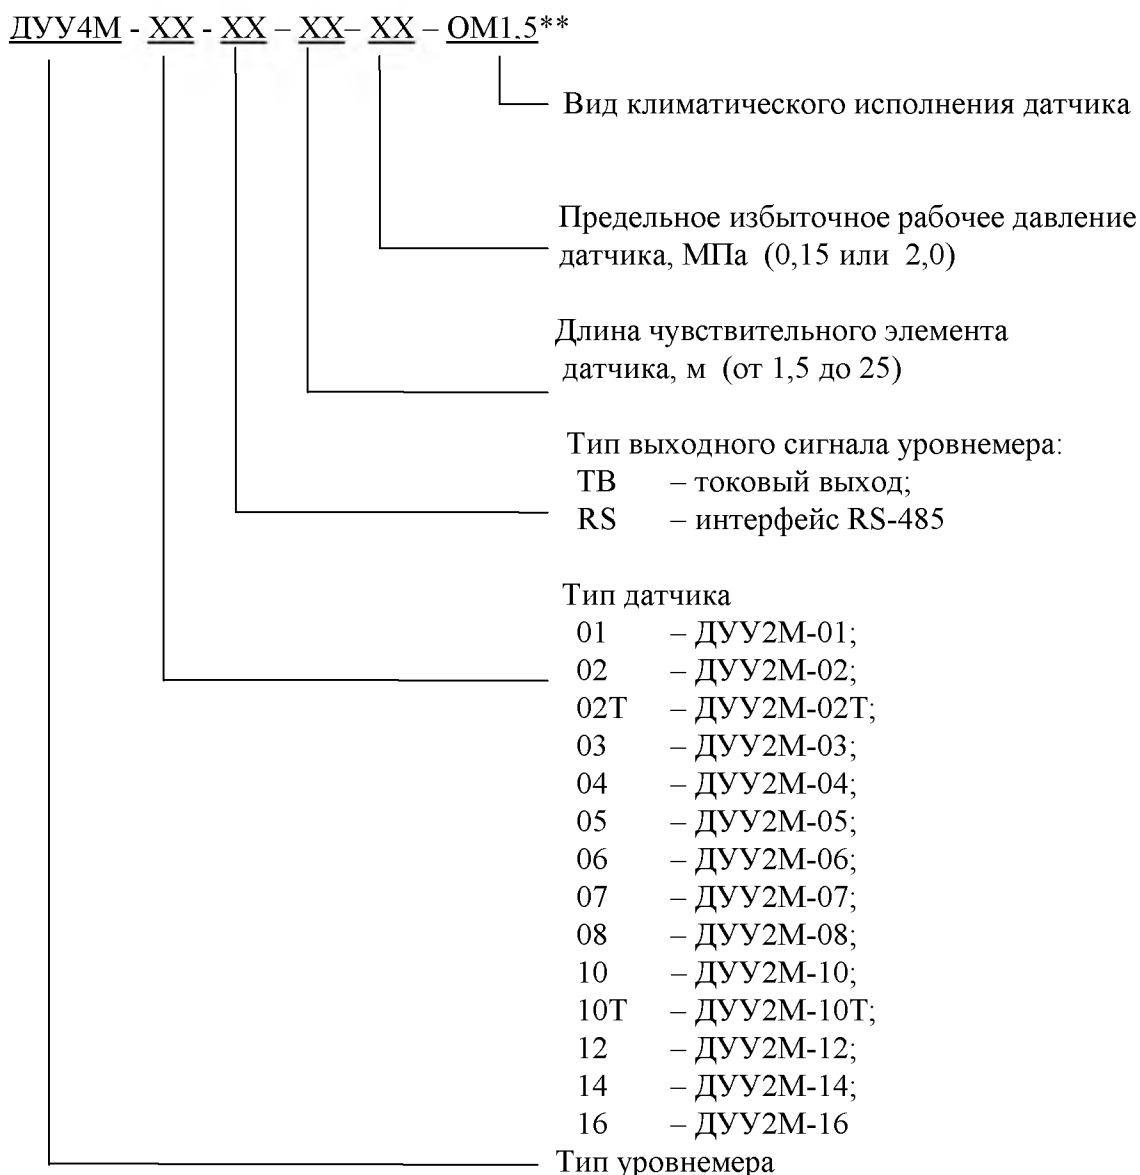 ДУУ4М - ХХ - ХХ – ХХ– ХХ – ОМ1,5**
Вид климатического исполнения датчика
Предельное избыточное рабочее давление
датчика, МПа (0,15 или 2,0)
Длина чувствительного элемента
датчика, м (от 1,5 до 25)
Тип выходного сигнала уровнемера:
ТВ – токовый выход;
RS – интерфейс RS-485
Тип датчика
01 – ДУУ2М-01;
02 – ДУУ2М-02;
02Т – ДУУ2М-02Т;
03 – ДУУ2М-03;
04 – ДУУ2М-04;
05 – ДУУ2М-05;
06 – ДУУ2М-06;
07 – ДУУ2М-07;
08 – ДУУ2М-08;
10 – ДУУ2М-10;
10Т – ДУУ2М-10Т;
12 – ДУУ2М-12;
14 – ДУУ2М-14;
16 – ДУУ2М-16
Тип уровнемера